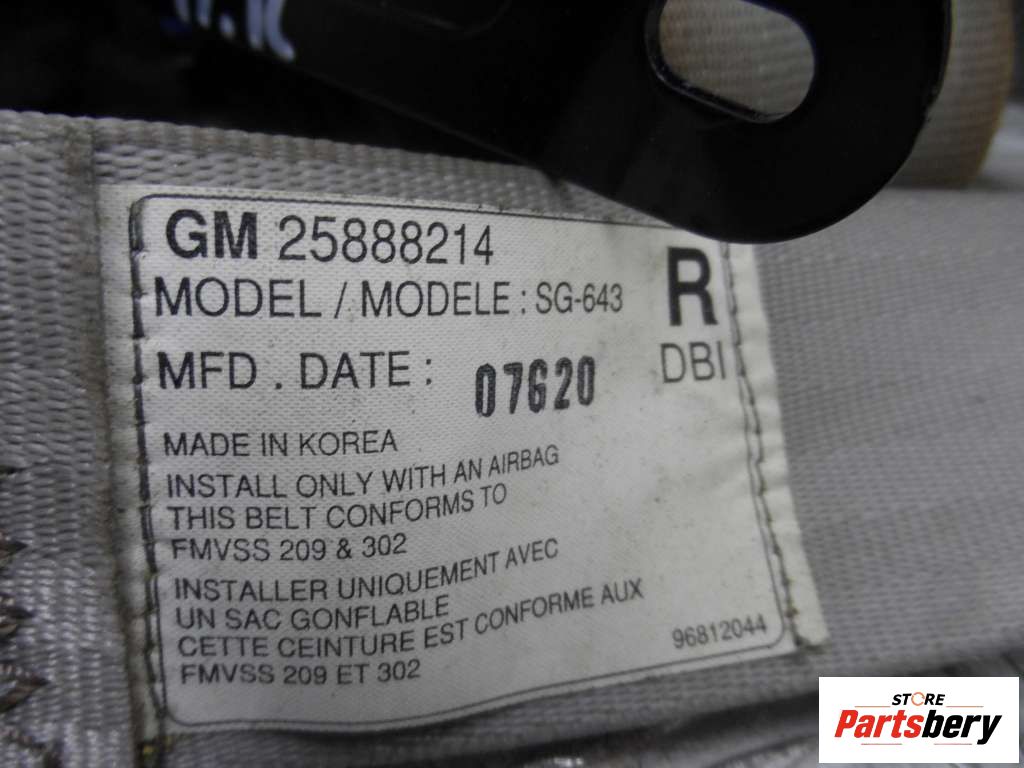 GM 25888214
MODEL / MODELE : SG-643
R
MFD . DATE : 07620
DBI
MADE IN KOREA
INSTALL ONLY WITH AN AIRBAG
THIS BELT CONFORMS TO
FMVSS 209 & 302
INSTALLER UNIQUEMENT AVEC
UN SAC GONFLABLE
CETTE CEINTURE EST CONFORME AUX
FMVSS 209 ET 302
96812044
STORE
Partsbery